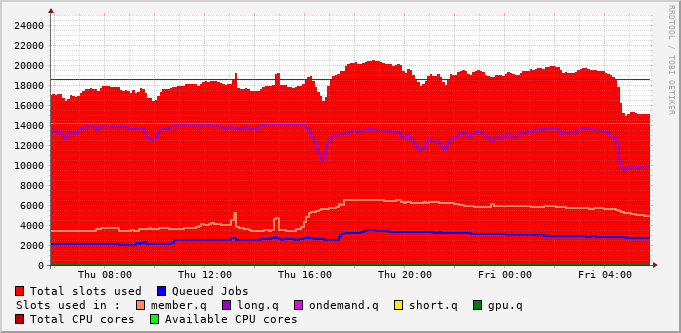 RRDTOOL / TOBI OETIKER
24000
22000
20000
18000
16000
14000
12000
10000
8000
6000
4000
2000
0
Thu 08:00 Thu 12:00 Thu 16:00 Thu 20:00 Fri 00:00 Fri 04:00
Total slots used Queued Jobs
Slots used in : member.q long.q ondemand.q short.q gpu.q
Total CPU cores Available CPU cores